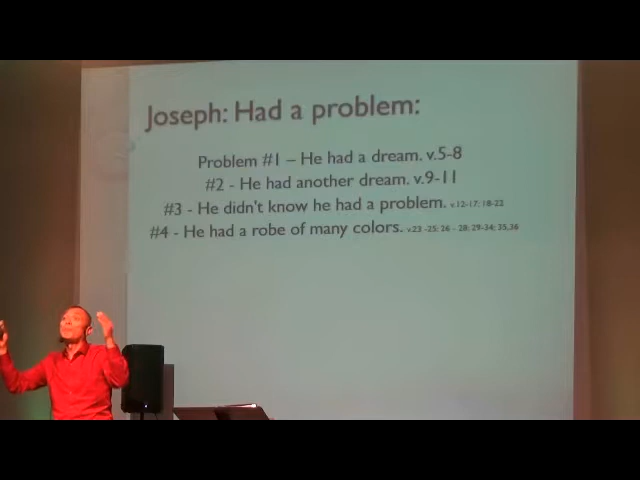 Joseph: Had a problem:
Problem #1 – He had a dream. v.5-8
#2 - He had another dream. v.9-11
#3 - He didn't know he had a problem. v.12-17; 18-22
#4 - He had a robe of many colors. v.23 -25; 26 - 28; 29-34; 35,36